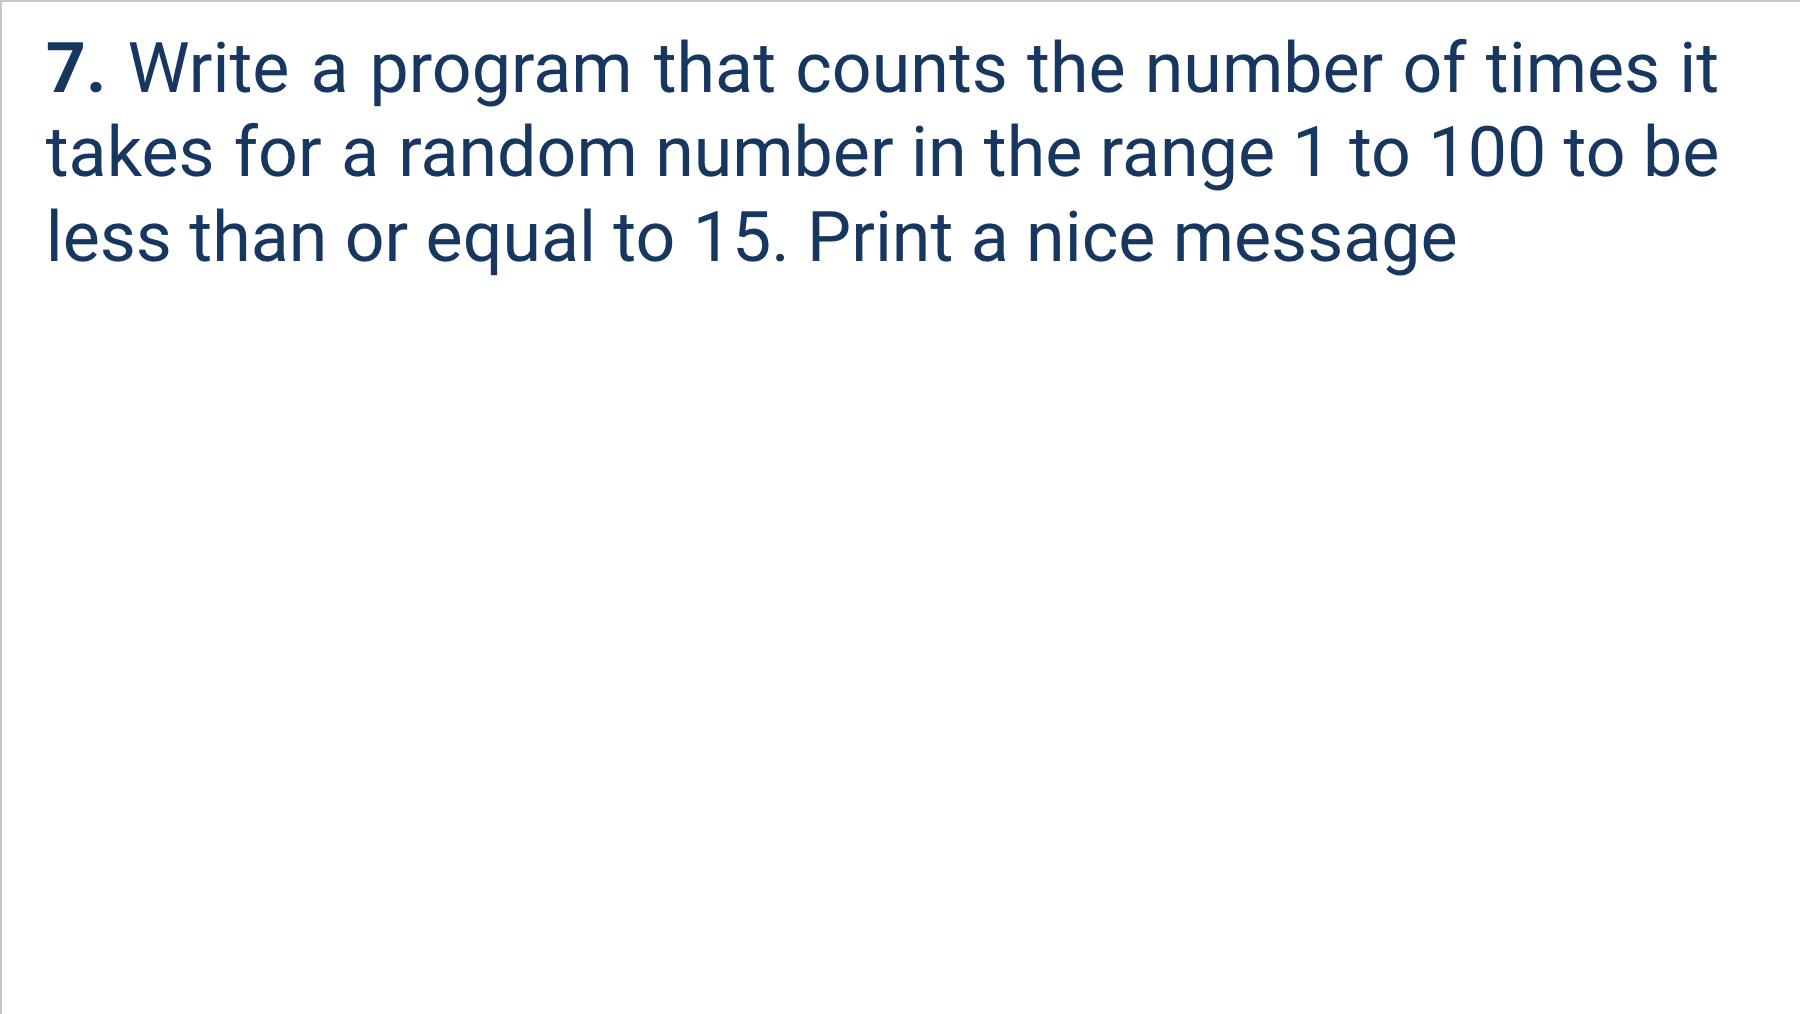 7. Write a program that counts the number of times it
takes for a random number in the range 1 to 100 to be
less than or equal to 15. Print a nice message